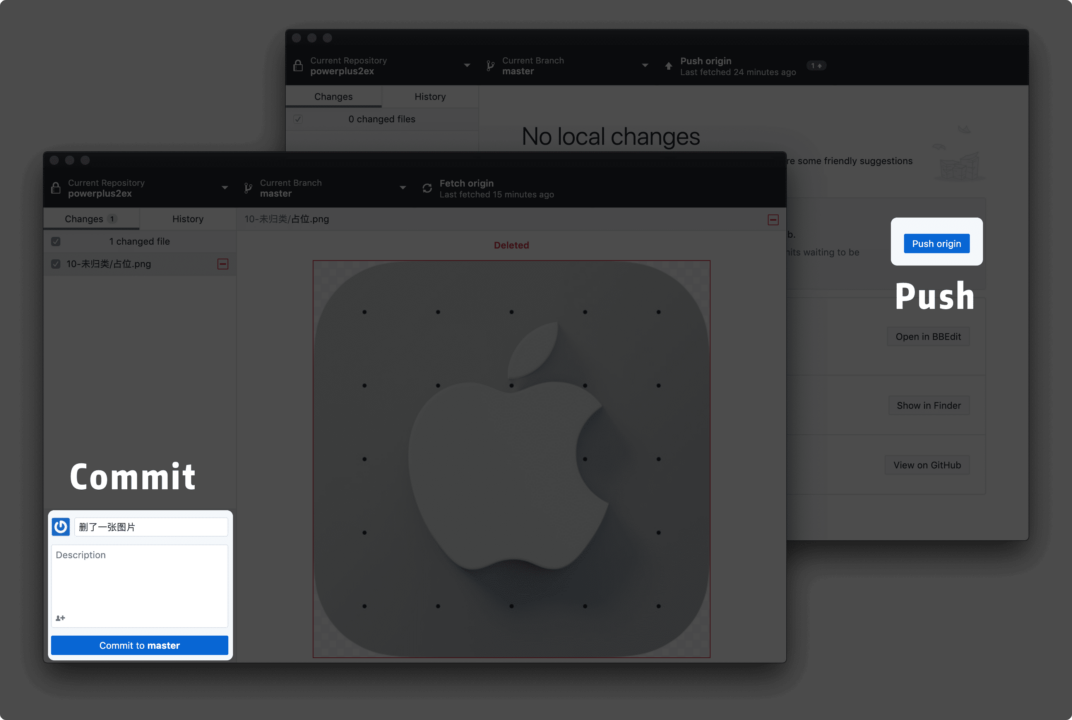 Current Repository
powerplus2ex
Current Branch
master
Push origin
Last fetched 24 minutes ago
1
Changes
History
0 changed files
No local changes
re some friendly suggestions
b.
nits waiting to be
Push origin
Push
Open in BBEdit
Show in Finder
View on GitHub
Current Repository
powerplus2ex
Current Branch
master
Fetch origin
Last fetched 15 minutes ago
Changes 1
History
10-未归类/占位.png
1 changed file
Deleted
10-未归类/占位.png
Commit
删了一张图片
Description
Commit to master